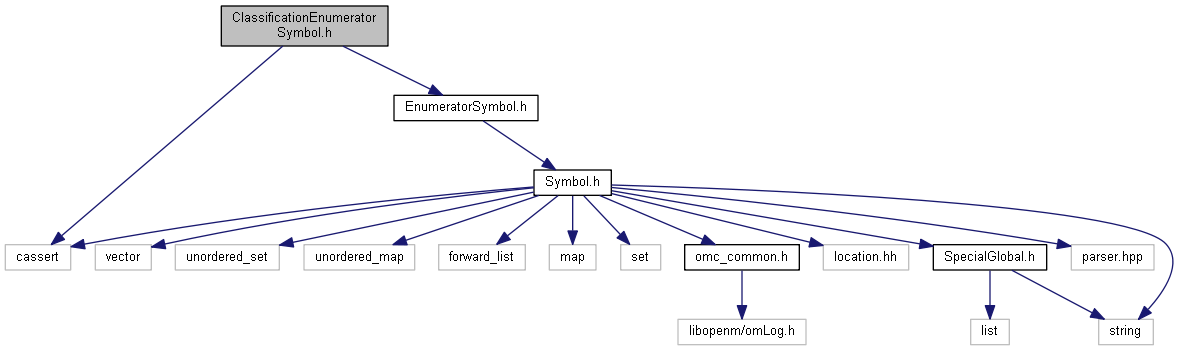 ClassificationEnumerator
Symbol.h
EnumeratorSymbol.h
Symbol.h
cassert
vector
unordered_set
unordered_map
forward_list
map
set
omc_common.h
location.hh
SpecialGlobal.h
parser.hpp
libopenm/omLog.h
list
string